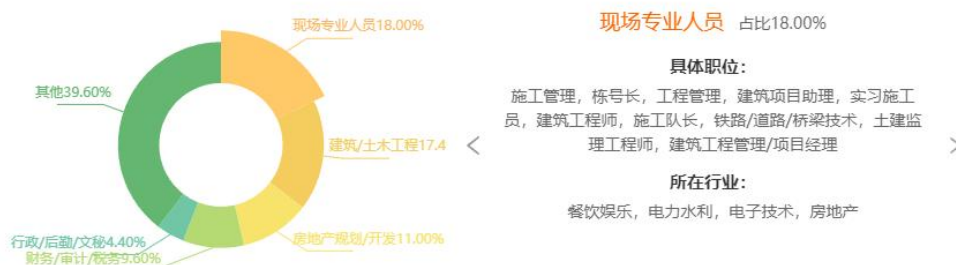 现场专业人员18.00%
其他39.60%
建筑/土木工程17.4
房地产规划/开发11.00%
行政/后勤/文秘4.40%
财务/审计/税务9.60%
现场专业人员 占比18.00%
具体职位：
施工管理，栋号长，工程管理，建筑项目助理，实习施工
员，建筑工程师，施工队长，铁路/道路/桥梁技术，土建监
理工程师，建筑工程管理/项目经理
所在行业：
餐饮娱乐，电力水利，电子技术，房地产